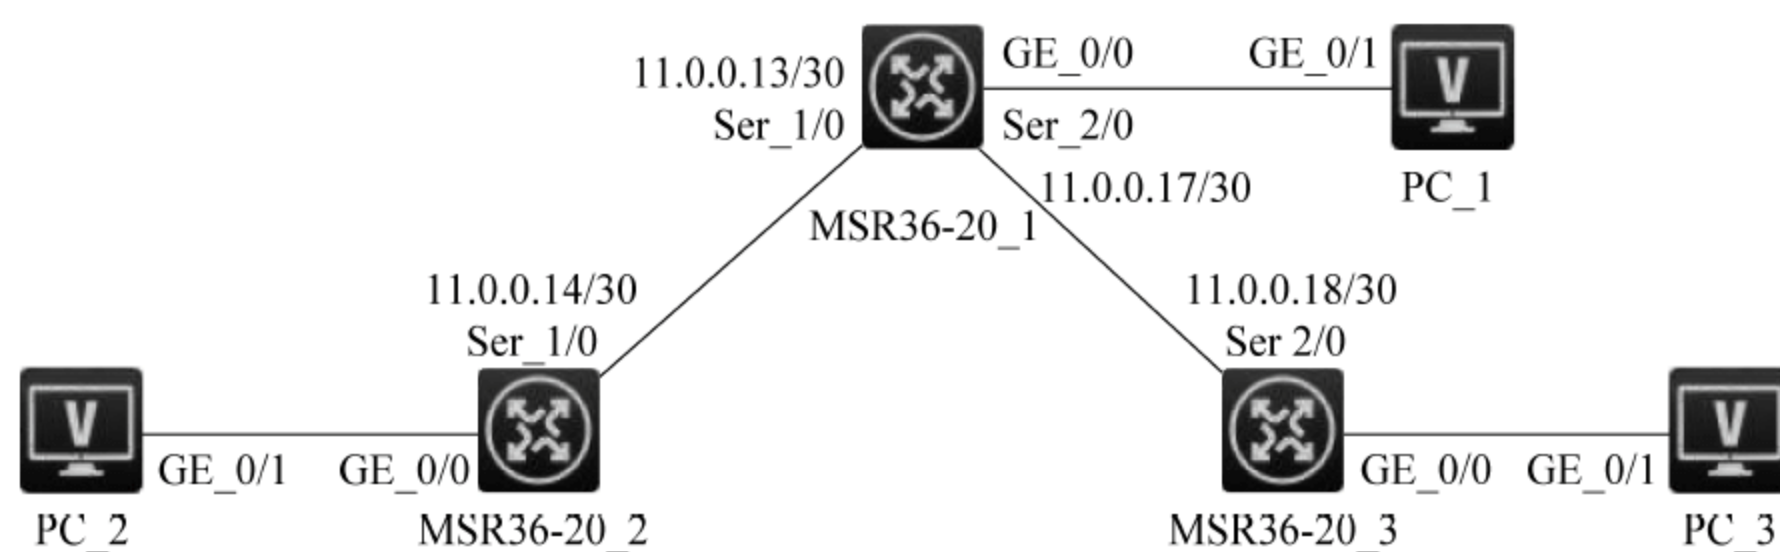 GE_0/0
GE_0/1
11.0.0.13/30
Ser_1/0
Ser_2/0
V
11.0.0.17/30
PC_1
MSR36-20_1
11.0.0.14/30
Ser_1/0
11.0.0.18/30
Ser 2/0
V
GE_0/1
GE_0/0
V
GE_0/0
GE_0/1
PC_2
MSR36-20_2
MSR36-20_3
PC_3